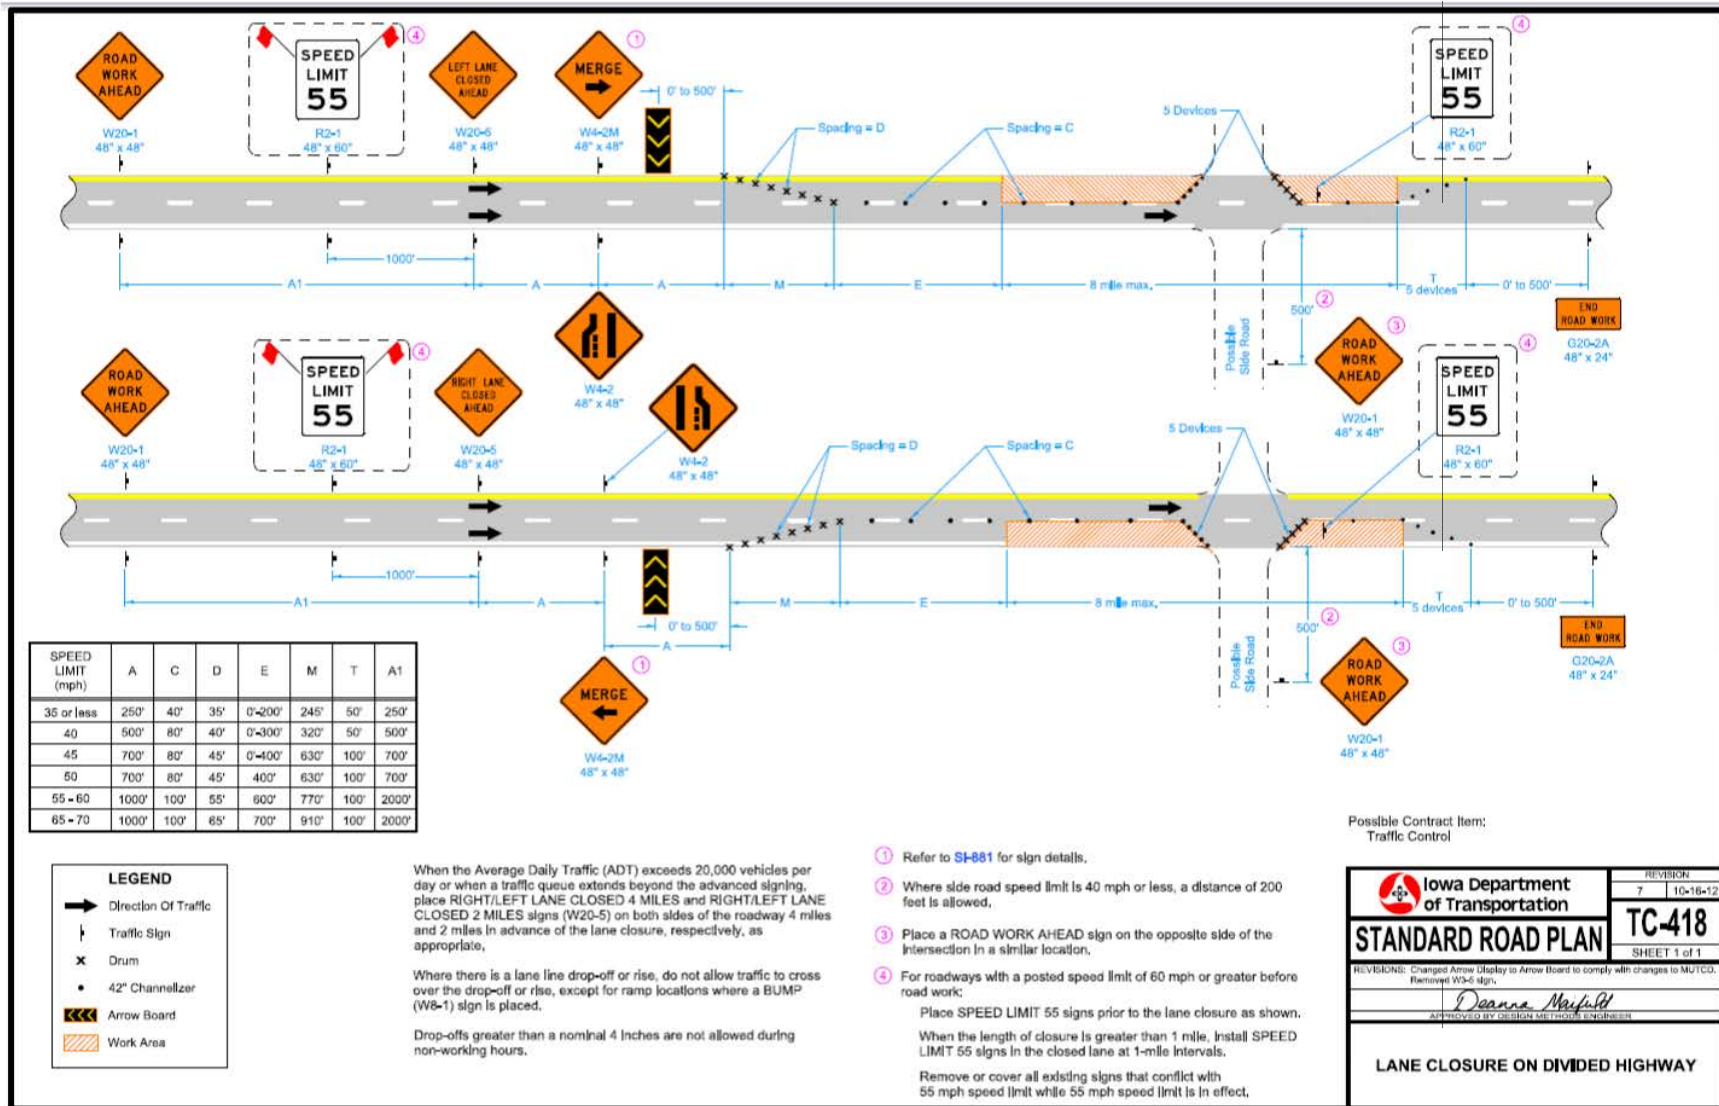 ROAD
WORK
AHEAD
W20-1
48" x 48"
SPEED
LIMIT
55
R2-1
48" x 60"
4
LEFT LANE
CLOSED
AHEAD
W20-5
48" x 48"
MERGE
1
W4-2M
48" x 48"
0' to 500'
Spacing = D
Spacing = C
5 Devices
SPEED
LIMIT
55
R2-1
48" x 60"
4
1000'
A1
A
A
M
E
8 mile max.
T
5 devices
0' to 500'
500'
2
Possible
Side Road
ROAD
WORK
AHEAD
3
W20-1
48" x 48"
END
ROAD WORK
G20-2A
48" x 24"
W4-2
48" x 48"
ROAD
WORK
AHEAD
W20-1
48" x 48"
SPEED
LIMIT
55
R2-1
48" x 60"
4
RIGHT LANE
CLOSED
AHEAD
W20-5
48" x 48"
W4-2
48" x 48"
Spacing = D
Spacing = C
5 Devices
SPEED
LIMIT
55
R2-1
48" x 60"
4
1000'
A1
A
0' to 500'
A
M
E
8 mile max.
T
5 devices
0' to 500'
500'
2
Possible
Side Road
MERGE
1
W4-2M
48" x 48"
ROAD
WORK
AHEAD
3
W20-1
48" x 48"
END
ROAD WORK
G20-2A
48" x 24"
SPEED
LIMIT
(mph) A C D E M T A1
35 or less 250' 40' 35' 0'-200' 245' 50' 250'
40 500' 80' 40' 0'-300' 320' 50' 500'
45 700' 80' 45' 0'-400' 630' 100' 700'
50 700' 80' 45' 400' 630' 100' 700'
55 - 60 1000' 100' 55' 600' 770' 100' 2000'
65 - 70 1000' 100' 65' 700' 910' 100' 2000'
LEGEND
Direction Of Traffic
Traffic Sign
Drum
42" Channelizer
Arrow Board
Work Area
When the Average Daily Traffic (ADT) exceeds 20,000 vehicles per
day or when a traffic queue extends beyond the advanced signing,
place RIGHT/LEFT LANE CLOSED 4 MILES and RIGHT/LEFT LANE
CLOSED 2 MILES signs (W20-5) on both sides of the roadway 4 miles
and 2 miles in advance of the lane closure, respectively, as
appropriate.
Where there is a lane line drop-off or rise, do not allow traffic to cross
over the drop-off or rise, except for ramp locations where a BUMP
(W8-1) sign is placed.
Drop-offs greater than a nominal 4 inches are not allowed during
non-working hours.
1 Refer to SI-881 for sign details.
2 Where side road speed limit is 40 mph or less, a distance of 200
feet is allowed.
3 Place a ROAD WORK AHEAD sign on the opposite side of the
intersection in a similar location.
4 For roadways with a posted speed limit of 60 mph or greater before
road work:
Place SPEED LIMIT 55 signs prior to the lane closure as shown.
When the length of closure is greater than 1 mile, install SPEED
LIMIT 55 signs in the closed lane at 1-mile intervals.
Remove or cover all existing signs that conflict with
55 mph speed limit while 55 mph speed limit is in effect.
Possible Contract Item:
Traffic Control
Iowa Department
of Transportation
STANDARD ROAD PLAN
REVISION
7 10-16-12
TC-418
SHEET 1 of 1
REVISIONS: Changed Arrow Display to Arrow Board to comply with changes to MUTCD.
Removed W3-5 sign.
Deanna Maifield
APPROVED BY DESIGN METHODS ENGINEER
LANE CLOSURE ON DIVIDED HIGHWAY